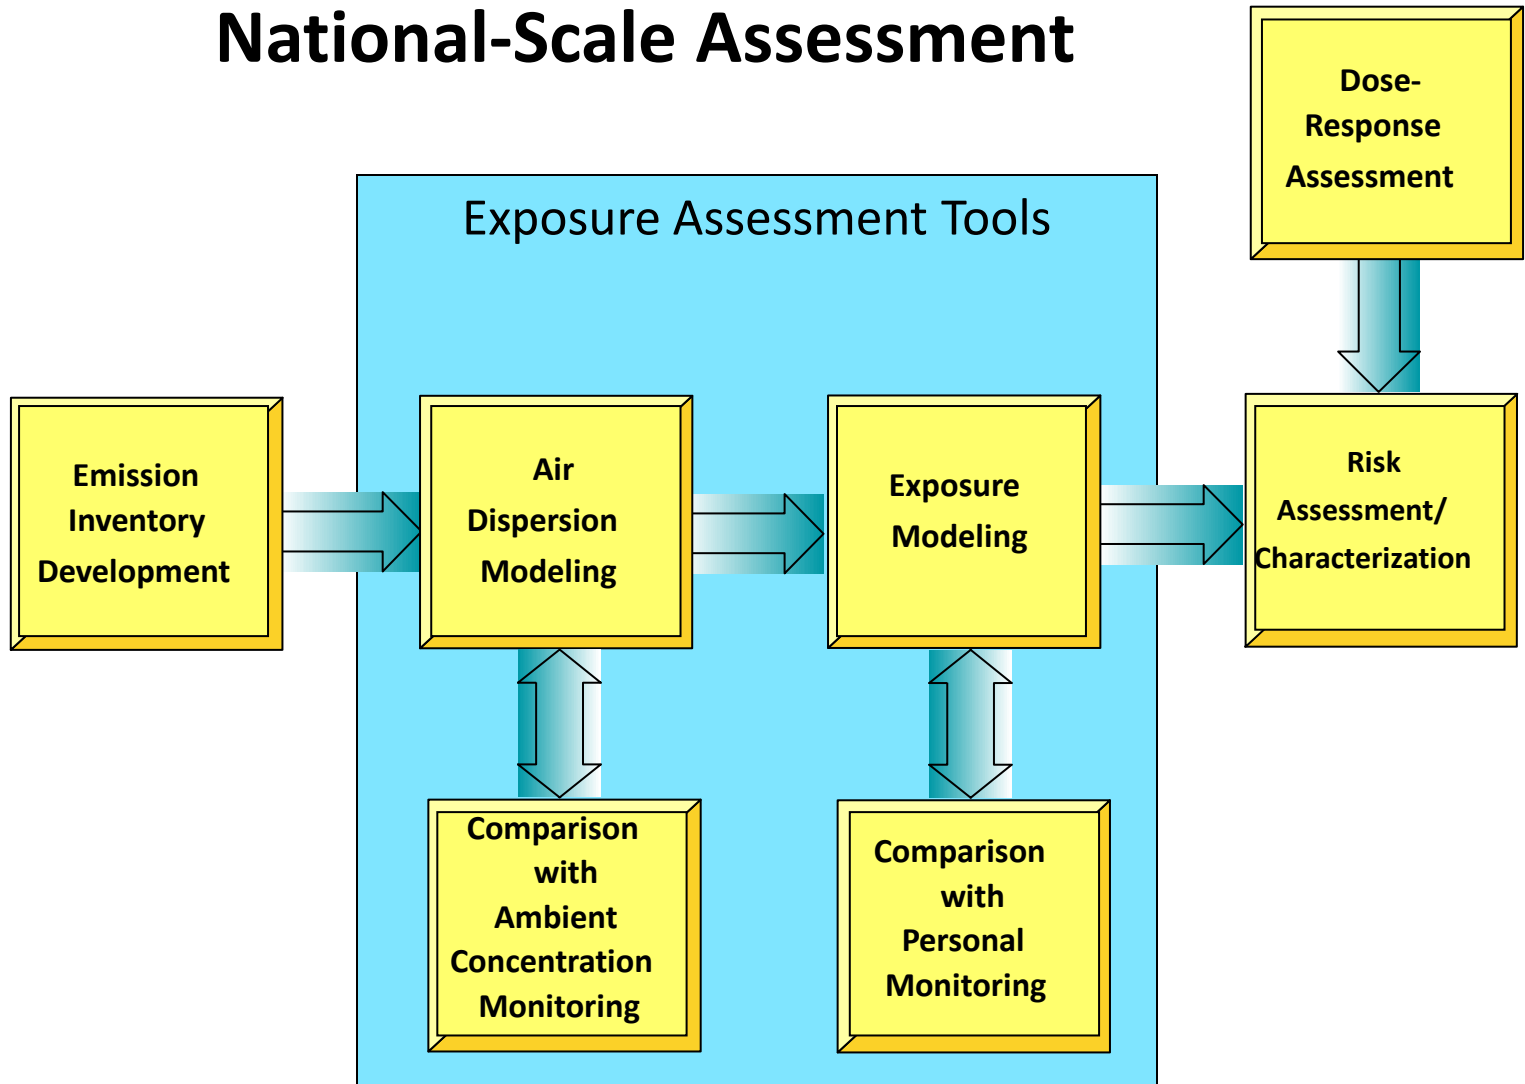 National-Scale Assessment
Dose-
Response
Assessment
Exposure Assessment Tools
Emission
Inventory
Development
Air
Dispersion
Modeling
Exposure
Modeling
Risk
Assessment/
Characterization
Comparison
with
Ambient
Concentration
Monitoring
Comparison
with
Personal
Monitoring